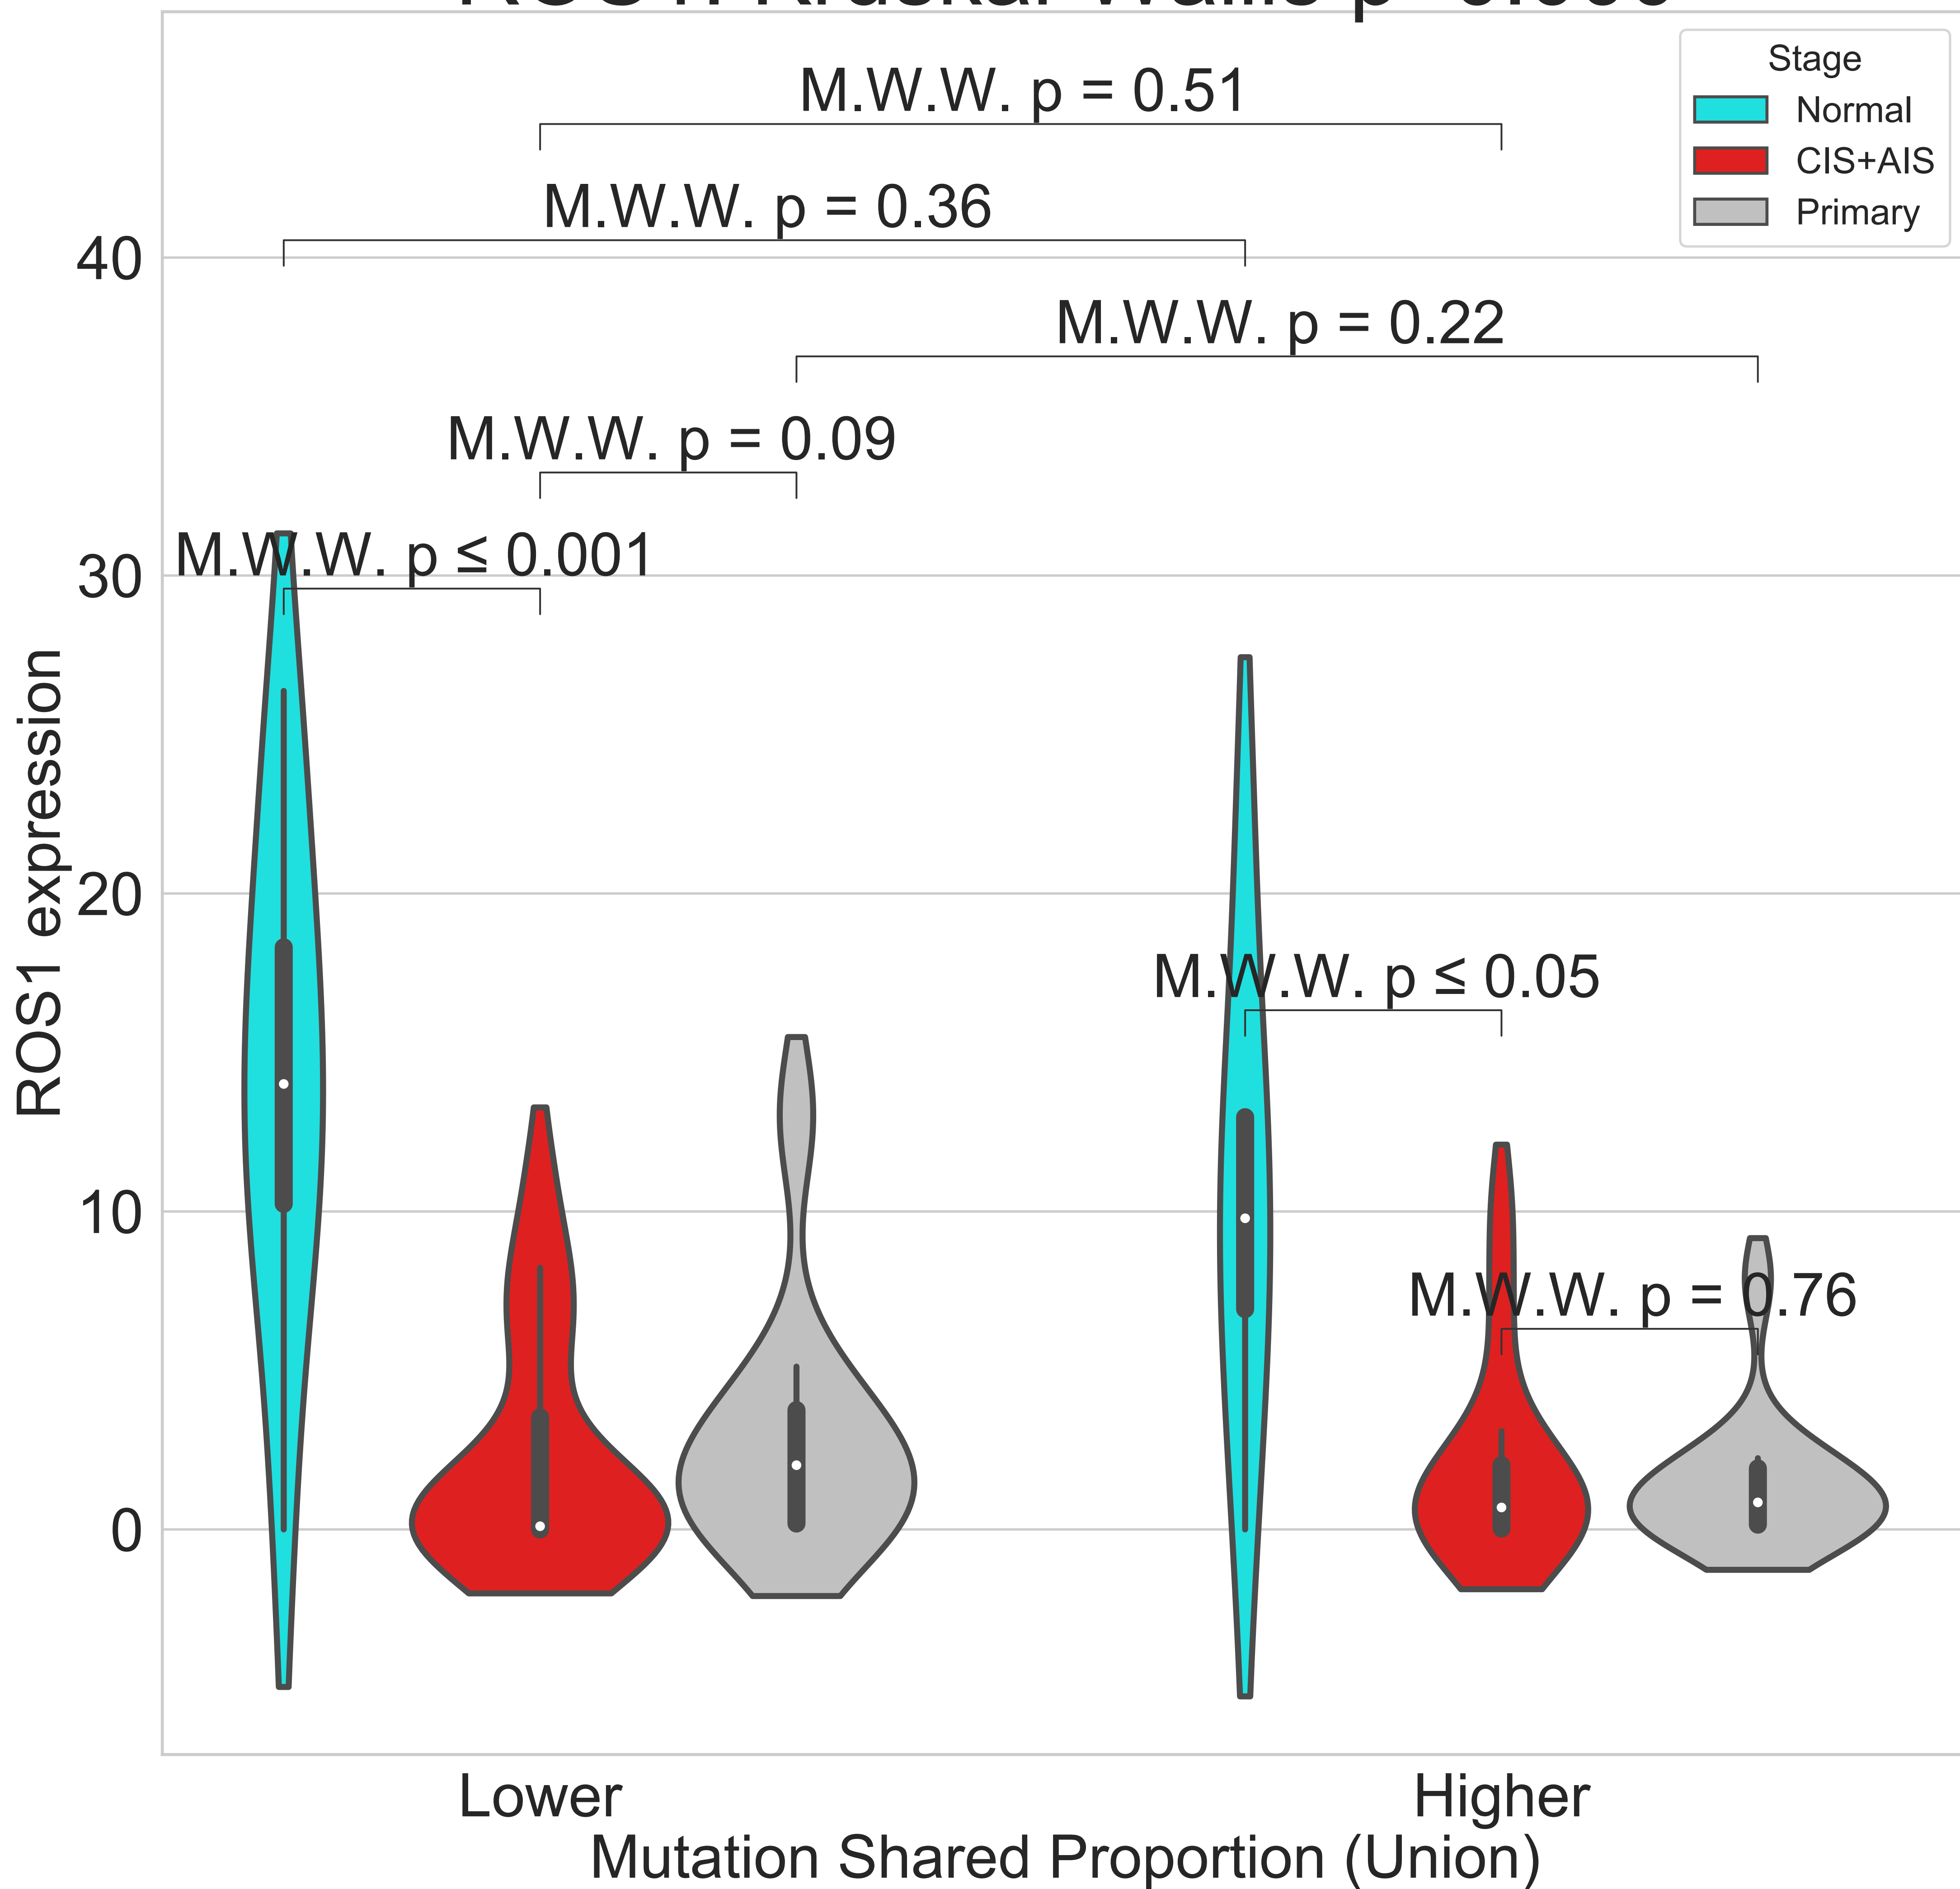 Stage
Normal
CIS+AIS
Primary
M.W.W. p = 0.51
M.W.W. p = 0.36
M.W.W. p = 0.22
M.W.W. p = 0.09
M.W.W. p ≤ 0.001
M.W.W. p ≤ 0.05
M.W.W. p = 0.76
40
30
20
10
0
ROS1 expression
Lower
Higher
Mutation Shared Proportion (Union)